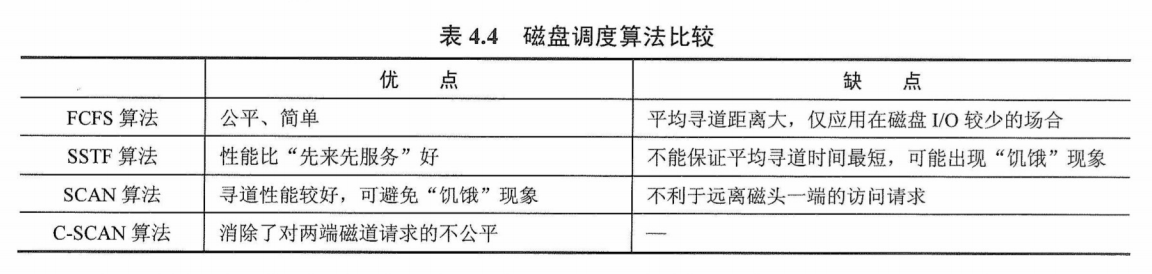 表 4.4 磁盘调度算法比较
优 点 缺 点
FCFS 算法 公平、简单 平均寻道距离大，仅应用在磁盘 I/O 较少的场合
SSTF 算法 性能比“先来先服务”好 不能保证平均寻道时间最短，可能出现“饥饿”现象
SCAN 算法 寻道性能较好，可避免“饥饿”现象 不利于远离磁头一端的访问请求
C-SCAN 算法 消除了对两端磁道请求的不公平 —